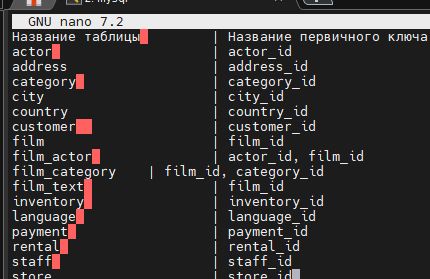 2. mysql
GNU nano 7.2
Название таблицы | Название первичного ключа
actor | actor_id
address | address_id
category | category_id
city | city_id
country | country_id
customer | customer_id
film | film_id
film_actor | actor_id, film_id
film_category | film_id, category_id
film_text | film_id
inventory | inventory_id
language | language_id
payment | payment_id
rental | rental_id
staff | staff_id
store | store_id